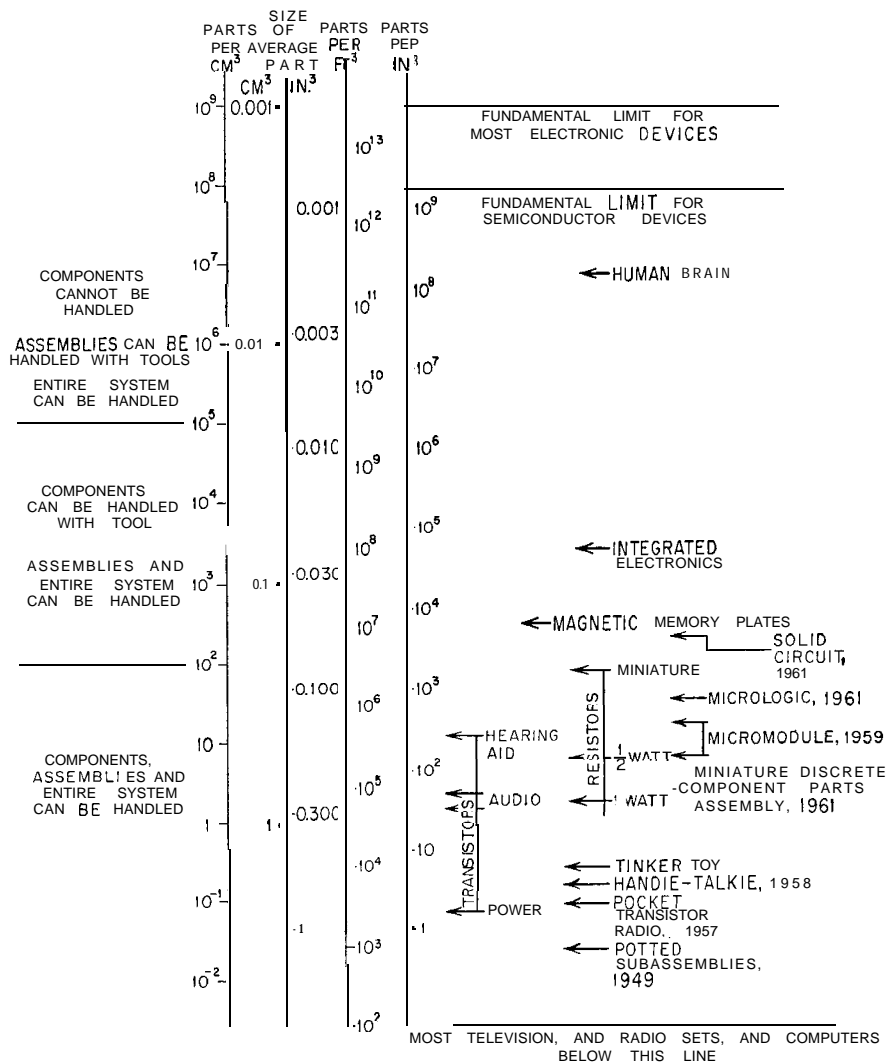 SIZE
PARTS OF PARTS PARTS
PER AVERAGE PER PEP
CM³ PART FT³ IN³
CM³ IN.³
10⁹ 0.001
FUNDAMENTAL LIMIT FOR
MOST ELECTRONIC DEVICES
10¹³
10⁸
FUNDAMENTAL LIMIT FOR
SEMICONDUCTOR DEVICES
0.001 10¹² 10⁹
10⁷
COMPONENTS
CANNOT BE
HANDLED
HUMAN BRAIN
10¹¹ 10⁸
ASSEMBLIES CAN BE
HANDLED WITH TOOLS
10⁶ 0.01 0.003
10⁷
ENTIRE SYSTEM
CAN BE HANDLED
10¹⁰
10⁵
0.010 10⁶
10⁹
COMPONENTS
CAN BE HANDLED
WITH TOOL
10⁴
10⁵
10⁸
INTEGRATED
ELECTRONICS
ASSEMBLIES AND
ENTIRE SYSTEM
CAN BE HANDLED
10³ 0.1 0.030
10⁴
10⁷
MAGNETIC MEMORY PLATES
SOLID
CIRCUIT,
1961
10²
MINIATURE
0.100 10³
10⁶
MICROLOGIC, 1961
RESISTORS
MICROMODULE, 1959
HEARING
AID
10
½ WATT
10²
10⁵
COMPONENTS,
ASSEMBLIES AND
ENTIRE SYSTEM
CAN BE HANDLED
MINIATURE DISCRETE
-COMPONENT PARTS
ASSEMBLY, 1961
AUDIO
1 WATT
1 1 0.300
TRANSISTORS
10
10⁴
TINKER TOY
HANDIE-TALKIE, 1958
10⁻¹
POWER
POCKET
TRANSISTOR
RADIO, 1957
1 1
10³
POTTED
SUBASSEMBLIES,
1949
10⁻²
10²
MOST TELEVISION, AND RADIO SETS, AND COMPUTERS
BELOW THIS LINE